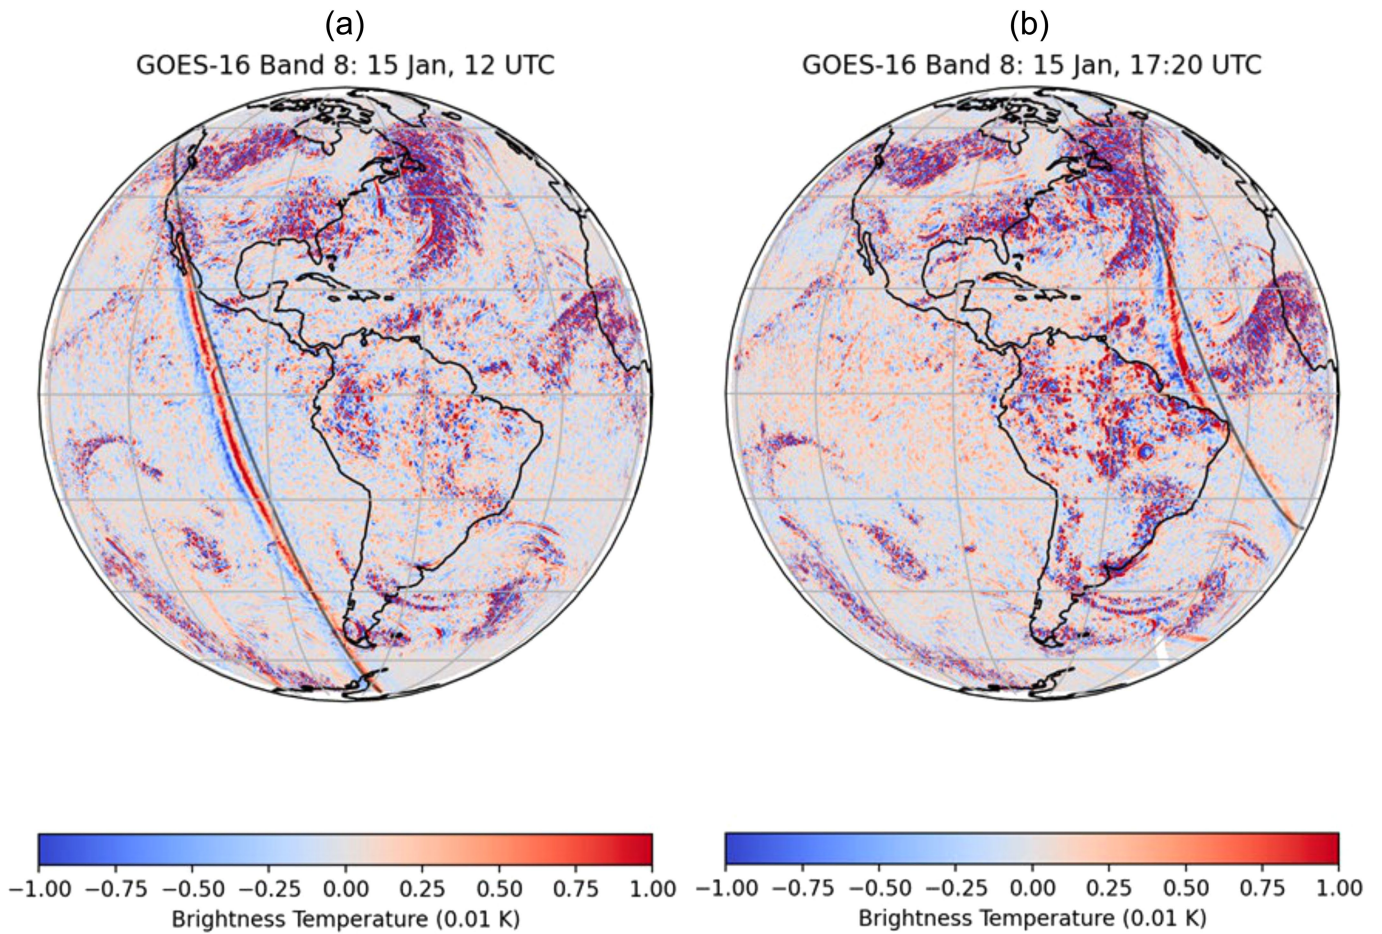 (a) (b)
GOES-16 Band 8: 15 Jan, 12 UTC GOES-16 Band 8: 15 Jan, 17:20 UTC
−1.00 −0.75 −0.50 −0.25 0.00 0.25 0.50 0.75 1.00 −1.00 −0.75 −0.50 −0.25 0.00 0.25 0.50 0.75 1.00
Brightness Temperature (0.01 K) Brightness Temperature (0.01 K)